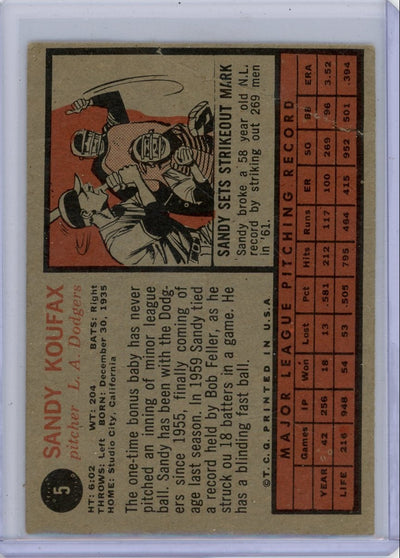 5
SANDY KOUFAX
pitcher L. A. Dodgers
HT: 6:02 WT: 204 BATS: Right
THROWS: Left BORN: December 30, 1935
HOME: Studio City, California
The one-time bonus baby has never
pitched an inning of minor league
ball. Sandy has been with the Dodg-
ers since 1955, finally coming of
age last season. In 1959 Sandy tied
a record held by Bob Feller, as he
struck ou 18 batters in a game. He
has a blinding fast ball.
SANDY SETS STRIKEOUT MARK
Sandy broke a 58 year old N.L.
record by striking out 269 men
in '61.
©T.C.G. PRINTED IN U.S.A.
MAJOR LEAGUE PITCHING RECORD
Games IP Won Lost Pct Hits Runs ER SO BB ERA
YEAR 42 256 18 13 .581 212 117 100 269 96 3.52
LIFE 216 948 54 53 .505 795 464 415 952 501 .394